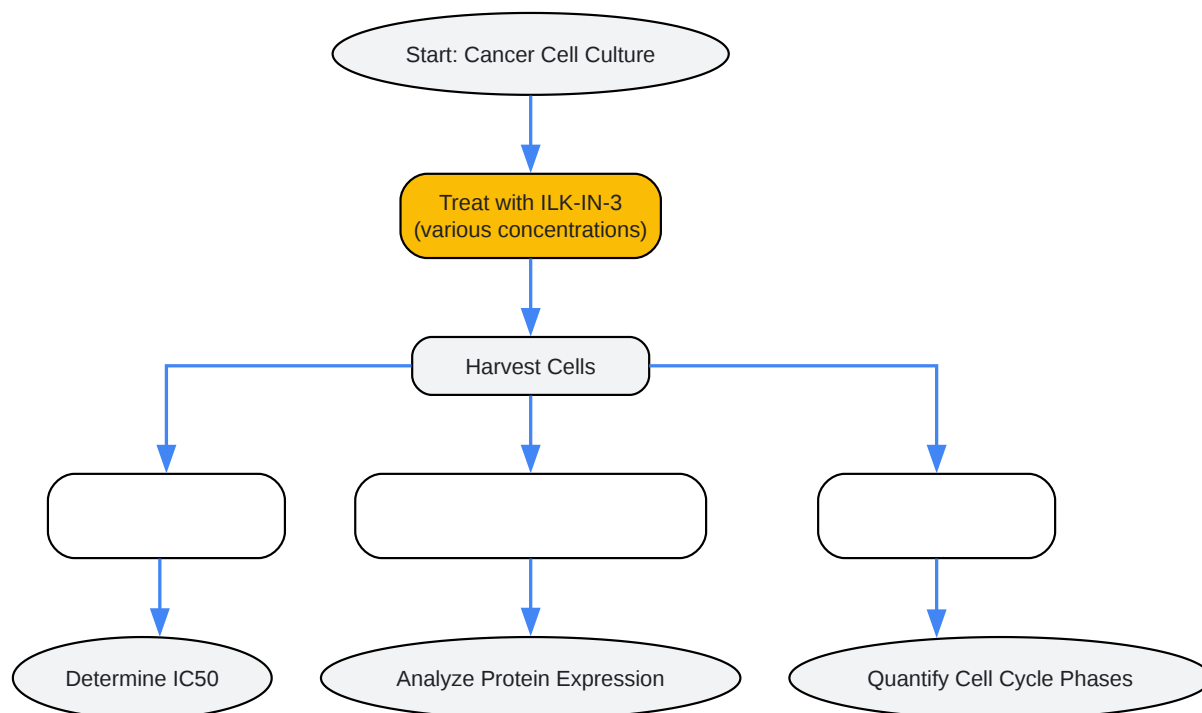 Start: Cancer Cell Culture
Treat with ILK-IN-3
(various concentrations)
Harvest Cells
Determine IC50
Analyze Protein Expression
Quantify Cell Cycle Phases